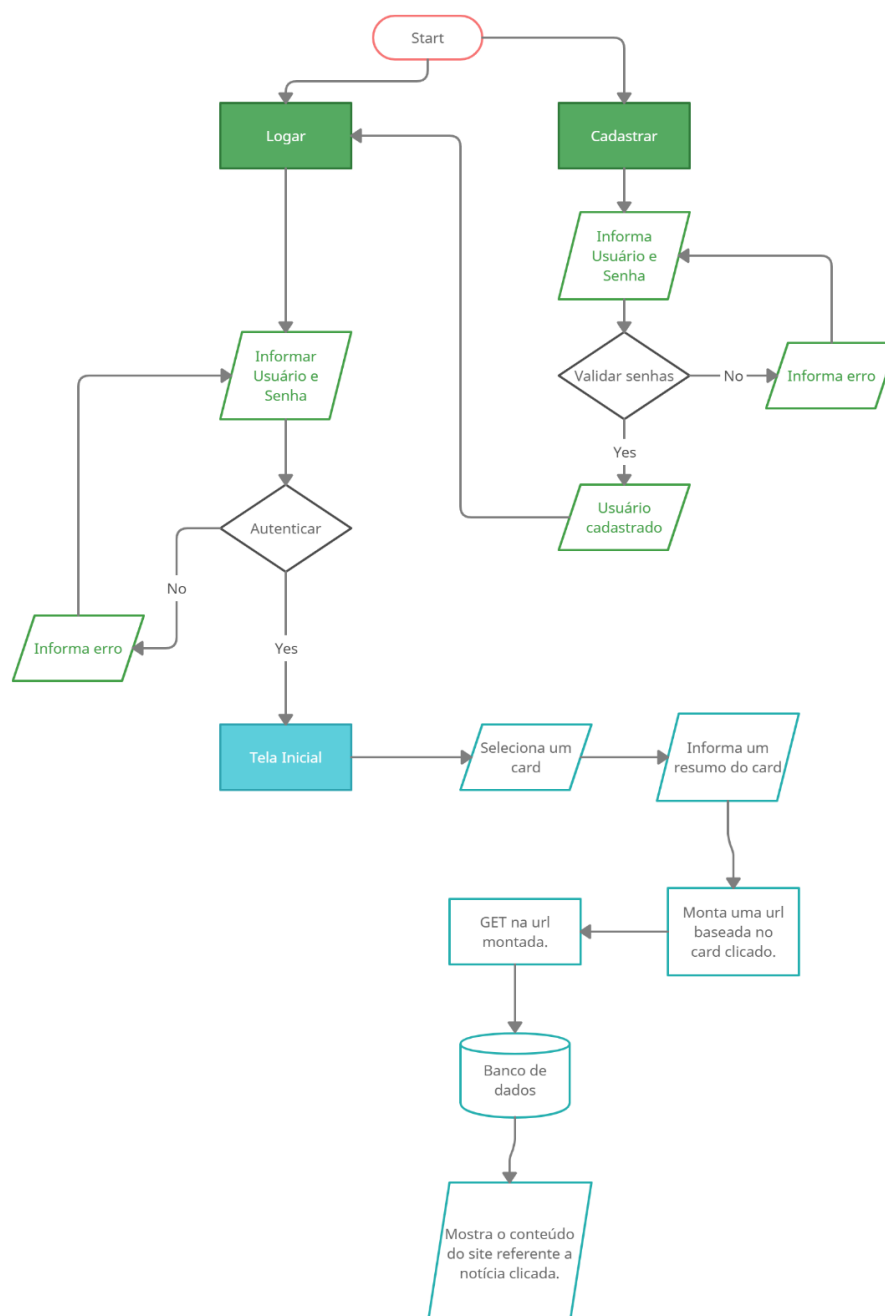 Start
Logar
Cadastrar
Informa
Usuário e
Senha
Informar
Usuário e
Senha
Validar senhas
No
Informa erro
Yes
Usuário
cadastrado
Autenticar
No
Informa erro
Yes
Tela Inicial
Seleciona um
card
Informa um
resumo do card
Monta uma url
baseada no
card clicado.
GET na url
montada.
Banco de
dados
Mostra o conteúdo
do site referente a
notícia clicada.